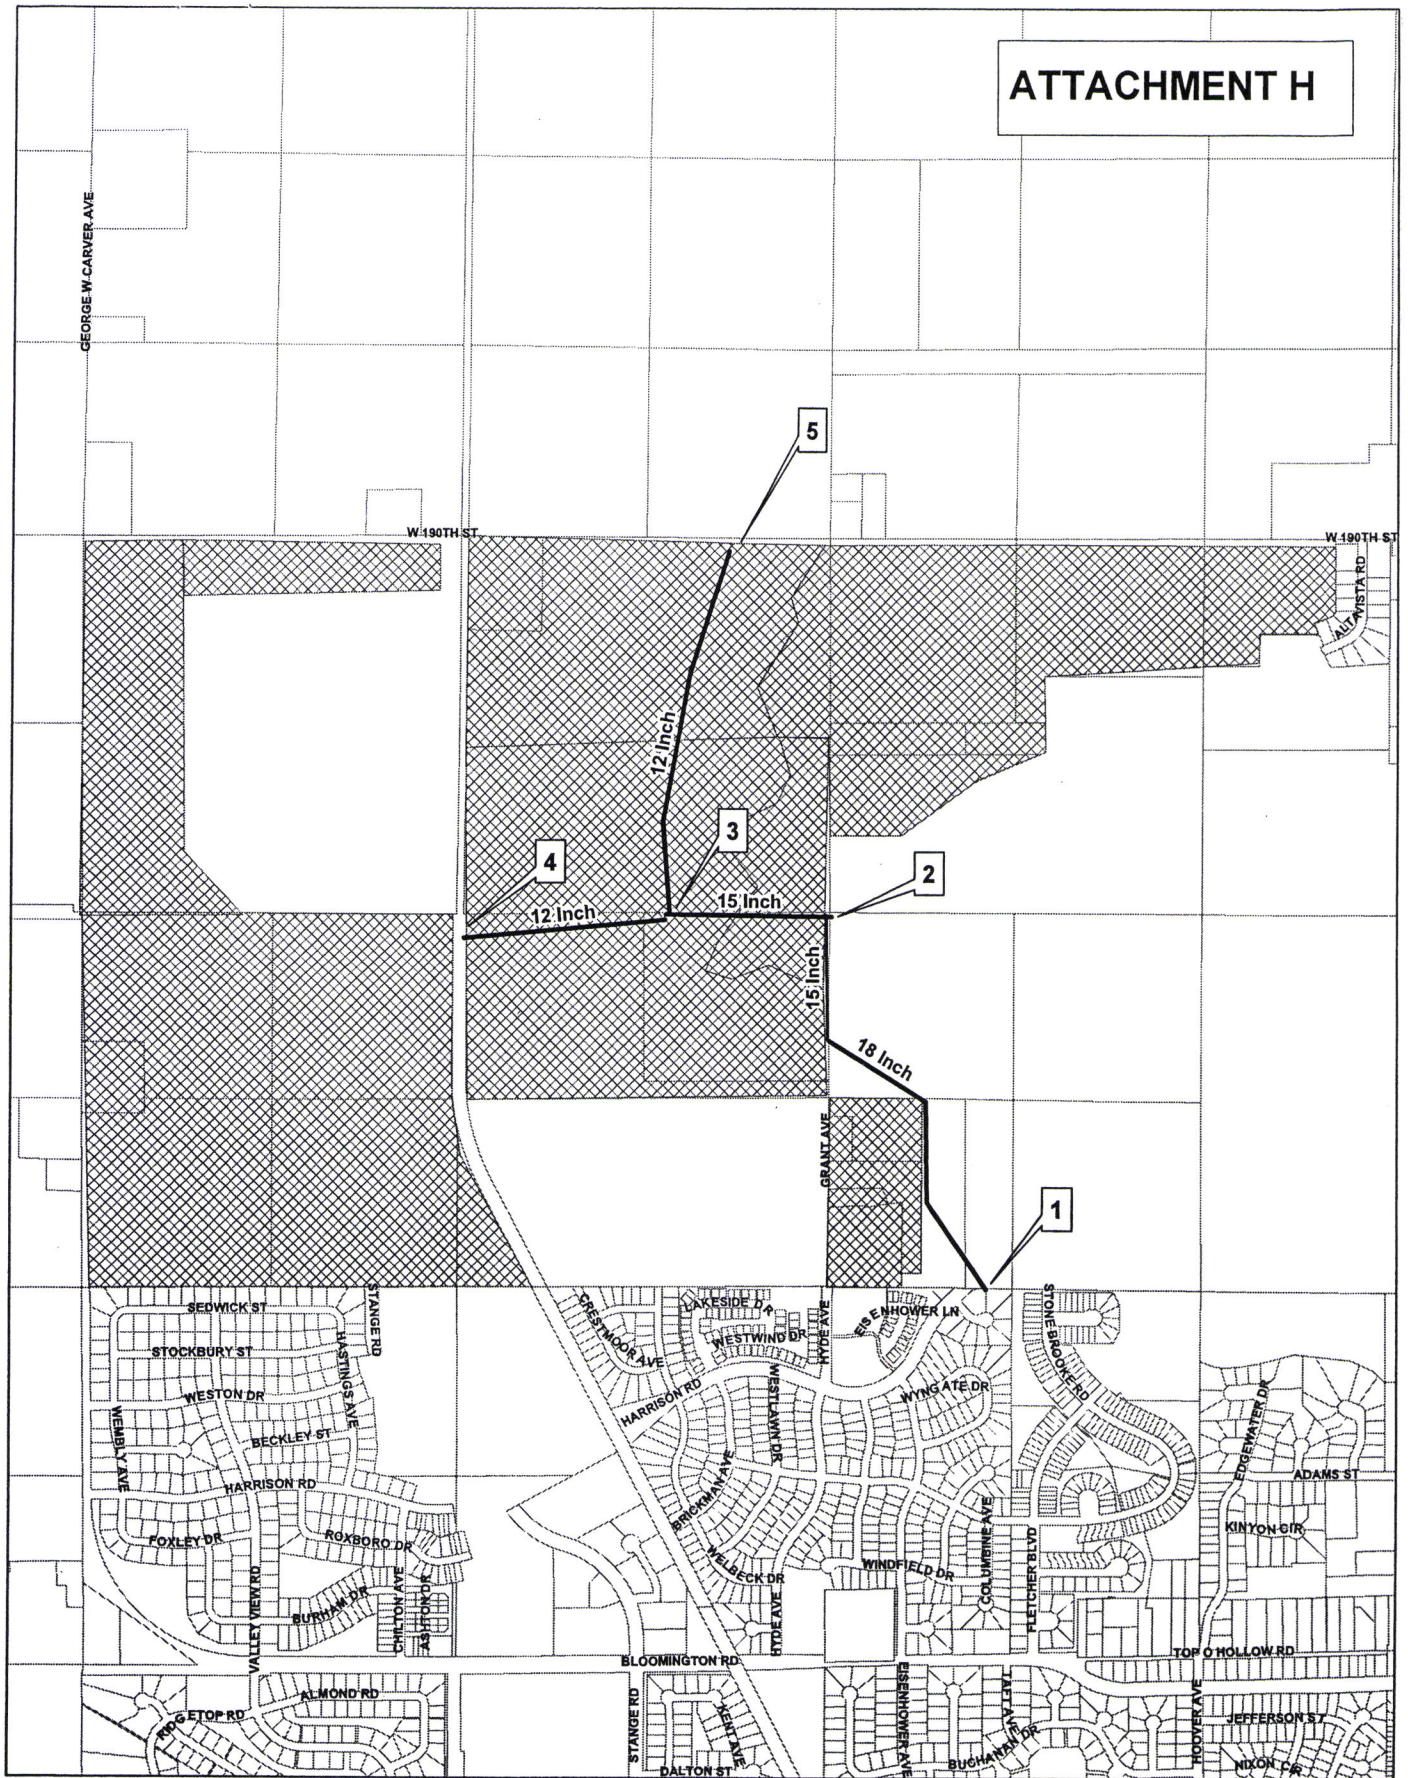 ATTACHMENT H
GEORGE W CARVER AVE
5
W 190TH ST
W 190TH ST
ALTA VISTA RD
12 Inch
3
4
2
15 Inch
12 Inch
15 Inch
18 Inch
GRANT AVE
1
SEDWICK ST
STANGE RD
CRESTMOOR AVE
LAKESIDE DR
HYDE AVE
EISENHOWER LN
STONE BROOKE RD
WESTWIND DR
STOCKBURY ST
HASTINGS AVE
WESTON DR
HARRISON RD
WESTLAWN DR
WYNGATE DR
WEMBLY AVE
BECKLEY ST
EDGEWATER DR
HARRISON RD
BRICKMAN AVE
ADAMS ST
FOXLEY DR
ROXBORO DR
COLUMBINE AVE
KINYON CIR
WELBECK DR
WINDFIELD DR
FLETCHER BLVD
BURHAM DR
CHILTON AVE
ASHTON DR
VALLEY VIEW RD
HYDE AVE
BLOOMINGTON RD
TOP O HOLLOW RD
ALMOND RD
RIDGETOP RD
STANGE RD
KENT AVE
EISENHOWER AVE
TAFT AVE
BUCHANAN DR
HOOVER AVE
JEFFERSON ST
DALTON ST
NIXON CIR